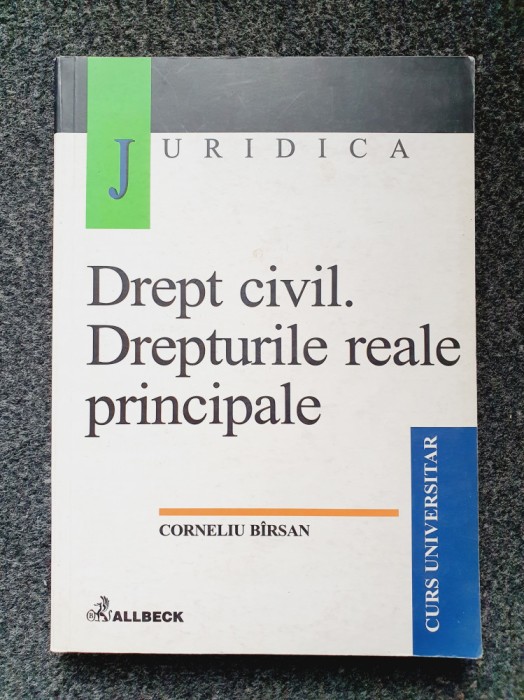 JURIDICA
Drept civil.
Drepturile reale
principale
CORNELIU BÎRSAN
CURS UNIVERSITAR
B
ALLBECK